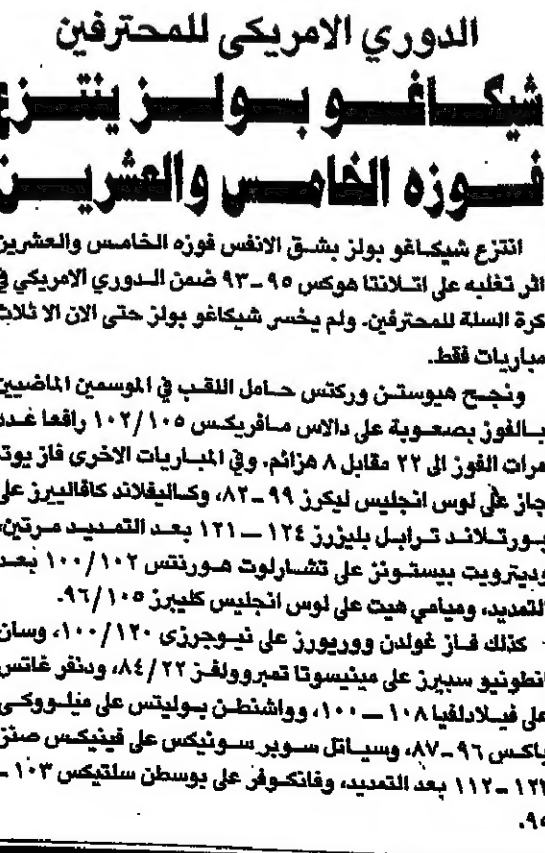 الدوري الامريكي للمحترفين
شيكاغو بولز ينتزع
فوزه الخامس والعشرين
انتزع شيكاغو بولز بشق الانفس فوزه الخامس والعشرين
اثر تغلبه على اتلانتا هوكس ٩٥ ـ ٩٣ ضمن الدوري الامريكي في
كرة السلة للمحترفين. ولم يخسر شيكاغو بولز حتى الان الا ثلاث
مباريات فقط.
ونجح هيوستن وركتس حامل اللقب في الموسمين الماضيين
بالفوز بصعوبة على دالاس مافريكس ١٠٢/١٠٥ رافعا عدد
مرات الفوز الى ٢٢ مقابل ٨ هزائم. وفي المباريات الاخرى فاز يوتا
جاز على لوس انجليس ليكرز ٩٩ ـ ٨٢، وكاليفلاند كافالييرز على
بورتلاند ترابل بليزرز ١٢٤ ـ ١٢١ بعد التمديد مرتين،
وديترويت بيستونز على تشارلوت هورنتس ١٠٠/١٠٢ بعد
التمديد، وميامي هيت على لوس انجليس كليبرز ٩٦/١٠٥.
كذلك فاز غولدن ووريورز على نيوجرزي ١٠٠/١٢٠، وسان
انطونيو سبيرز على مينيسوتا تمبروولفز ٨٤/٢٢، ودنفر غاتس
على فيلادلفيا ١٠٨ ـ ١٠٠، وواشنطن بوليتس على ميلووكي
باكس ٩٦ ـ ٨٧، وسياتل سوبر سونيكس على فينيكس صنز
ـ ١١٢ بعد التمديد، وفانكوفر على بوسطن سلتيكس ١٠٣ ـ